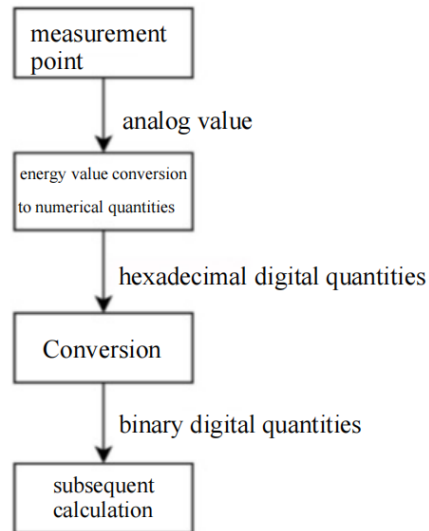 measurement
point
analog value
energy value conversion
to numerical quantities
hexadecimal digital quantities
Conversion
binary digital quantities
subsequent
calculation